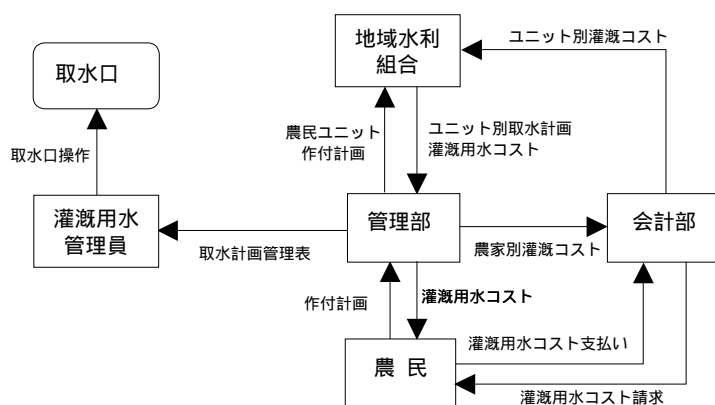 地域水利
組合
ユニット別灌漑コスト
取水口
農民ユニット
作付計画
ユニット別取水計画
灌漑用水コスト
取水口操作
灌漑用水
管理員
管理部
会計部
取水計画管理表
農家別灌漑コスト
作付計画
灌漑用水コスト
灌漑用水コスト支払い
農 民
灌漑用水コスト請求